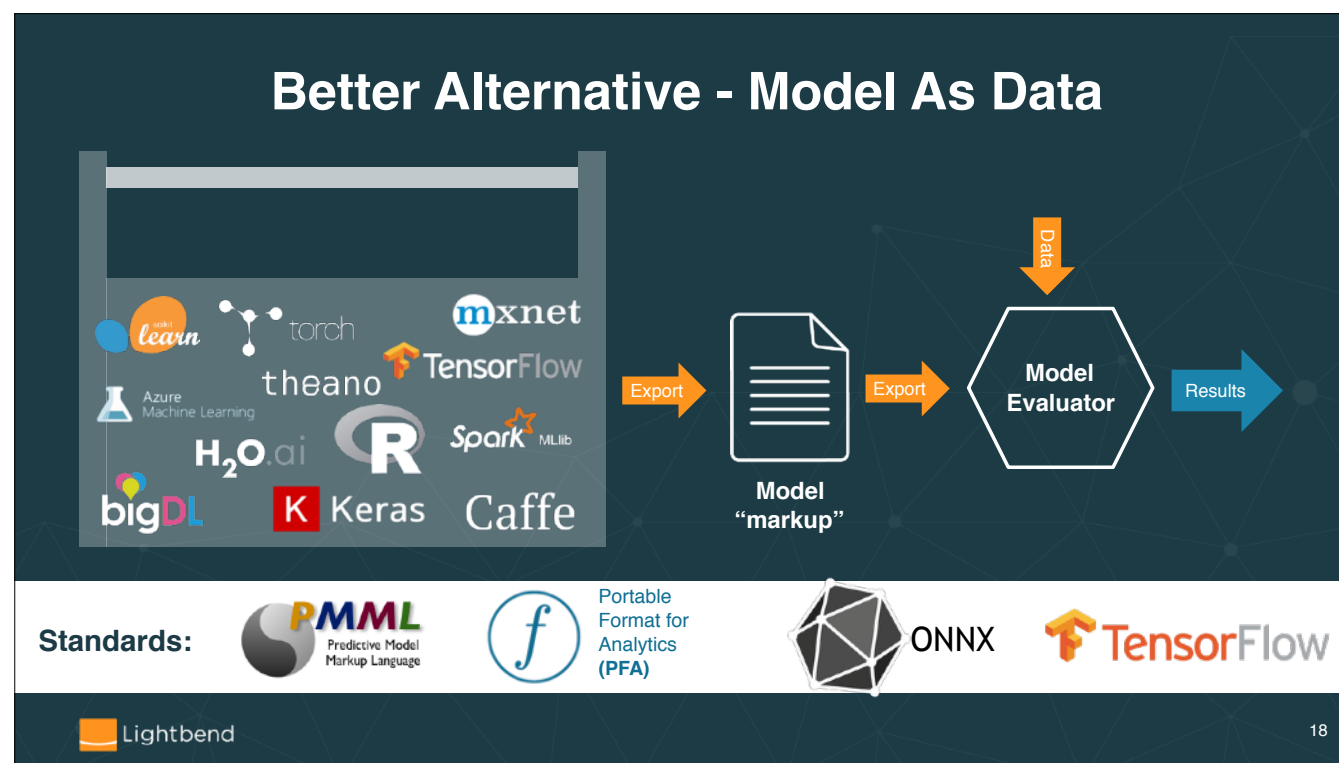 Better Alternative - Model As Data
scikit
learn
torch
mxnet
TensorFlow
theano
Azure
Machine Learning
H2O.ai
R
Spark MLlib
bigDL
K Keras
Caffe
Export
Model
“markup”
Export
Data
Model
Evaluator
Results
Standards:
PMML
Predictive Model
Markup Language
f
Portable
Format for
Analytics
(PFA)
ONNX
TensorFlow
Lightbend
18